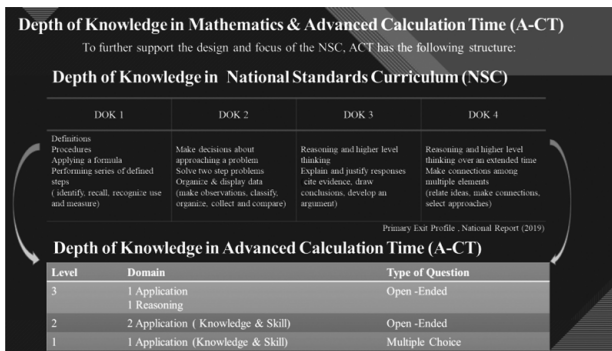 Depth of Knowledge in Mathematics & Advanced Calculation Time (A-CT)
To further support the design and focus of the NSC, ACT has the following structure:
Depth of Knowledge in National Standards Curriculum (NSC)
DOK 1
Definitions
Procedures
Applying a formula
Performing series of defined
steps
( identify, recall, recognize use
and measure)
DOK 2
Make decisions about
approaching a problem
Solve two step problems
Organize & display data
(make observations, classify,
organize, collect and compare)
DOK 3
Reasoning and higher level
thinking
Explain and justify responses
cite evidence, draw
conclusions, develop an
argument)
DOK 4
Reasoning and higher level
thinking over an extended time
Make connections among
multiple elements
(relate ideas, make connections,
select approaches)
Primary Exit Profile , National Report (2019)
Depth of Knowledge in Advanced Calculation Time (A-CT)
Level Domain Type of Question
3 1 Application Open -Ended
1 Reasoning
2 2 Application ( Knowledge & Skill) Open -Ended
1 1 Application (Knowledge & Skill) Multiple Choice